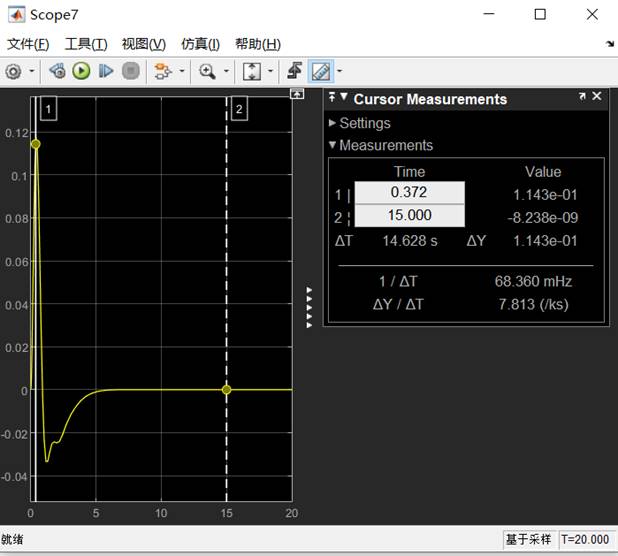 Scope7
文件(F) 工具(T) 视图(V) 仿真(I) 帮助(H)
1 2
0.12
0.1
0.08
0.06
0.04
0.02
0
-0.02
-0.04
0 5 10 15 20
Cursor Measurements
Settings
Measurements
Time Value
1 | 0.372 1.143e-01
2 ¦ 15.000 -8.238e-09
ΔT 14.628 s ΔY 1.143e-01
1 / ΔT 68.360 mHz
ΔY / ΔT 7.813 (/ks)
就绪 基于采样 T=20.000